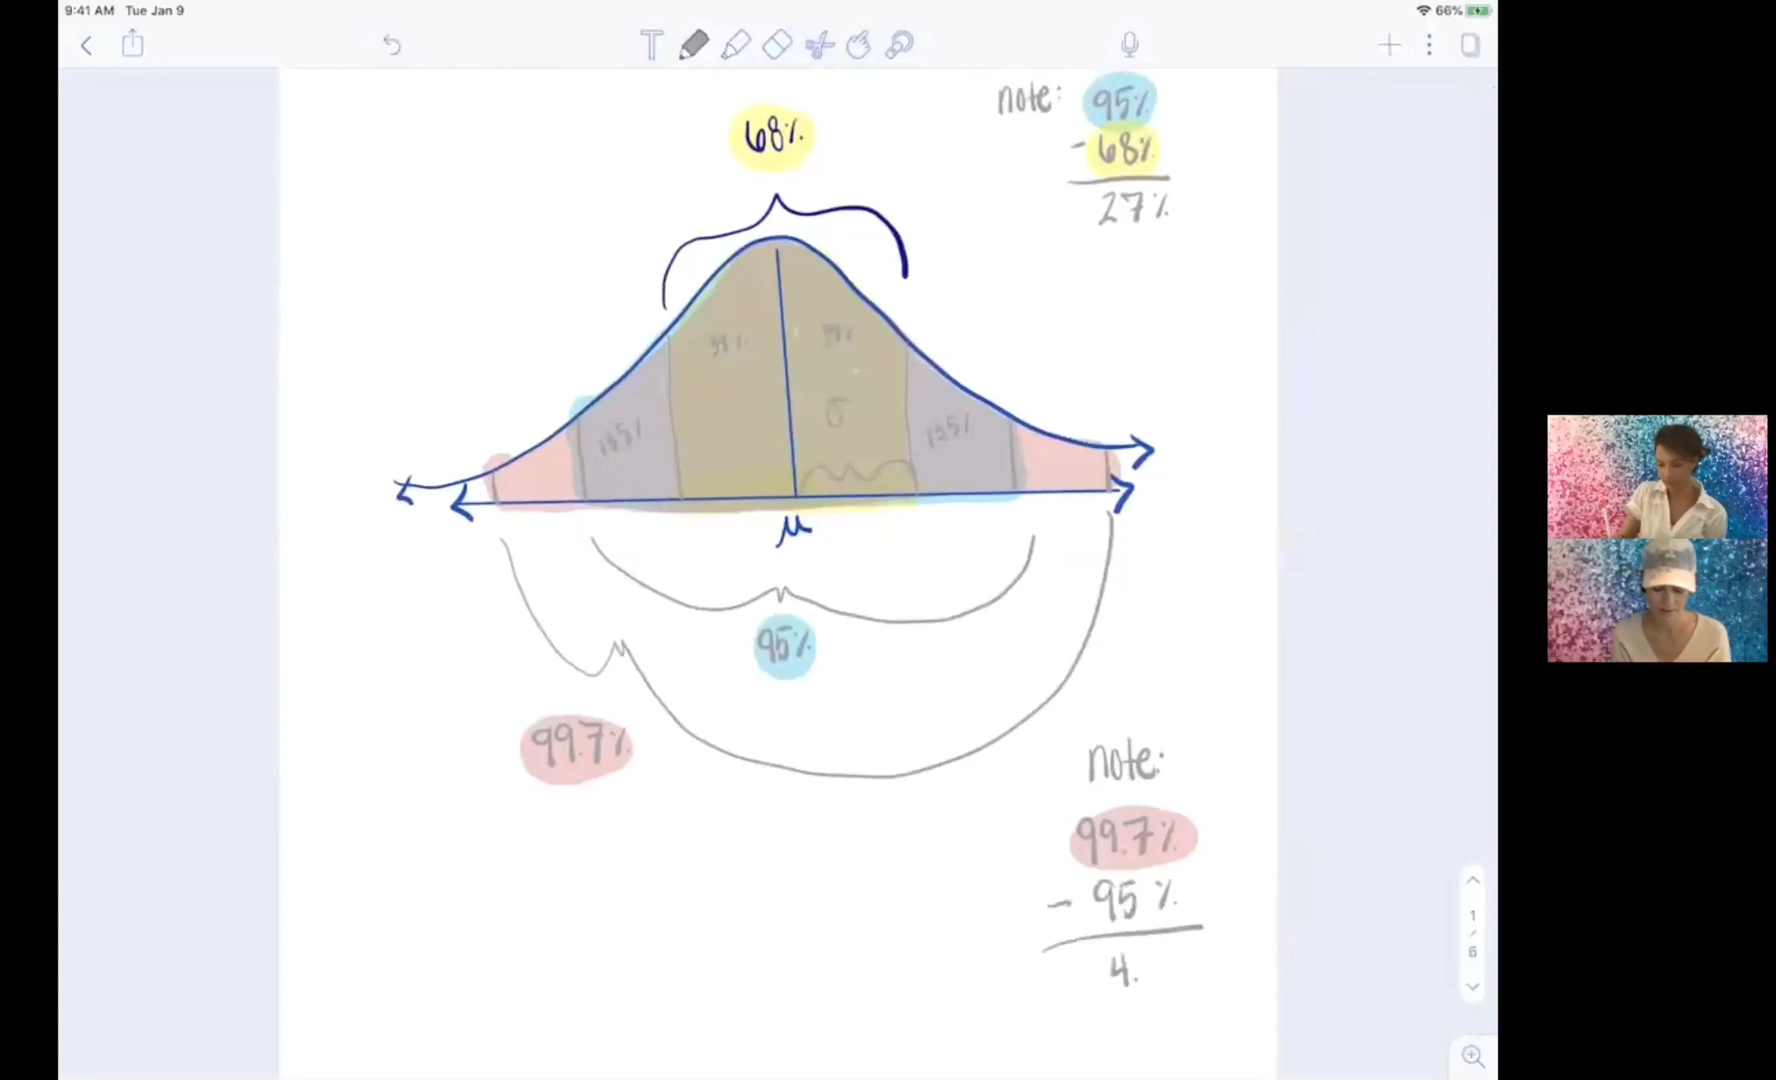 9:41 AM Tue Jan 9
66%
T
note: 95%
- 68%
27%
68%
34% 34%
σ
13.5% 13.5%
μ
95%
99.7%
note:
99.7%
- 95%
4.
1
/
6